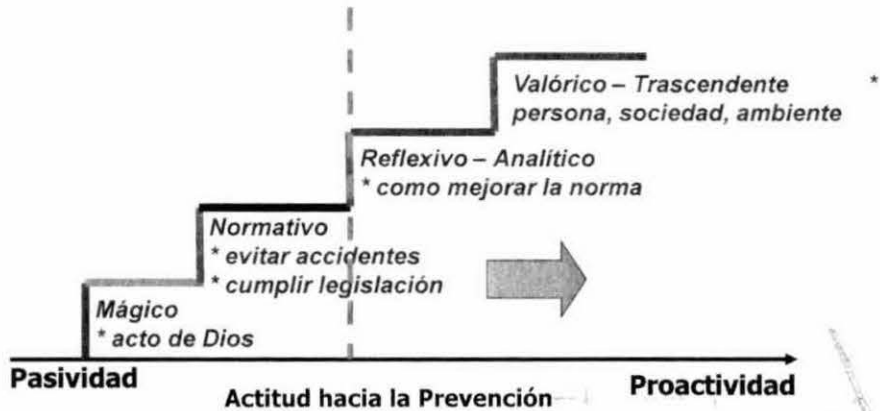 Valórico – Trascendente *
persona, sociedad, ambiente
Reflexivo – Analítico
* como mejorar la norma
Normativo
* evitar accidentes
* cumplir legislación
Mágico
* acto de Dios
Pasividad
Actitud hacia la Prevención
Proactividad